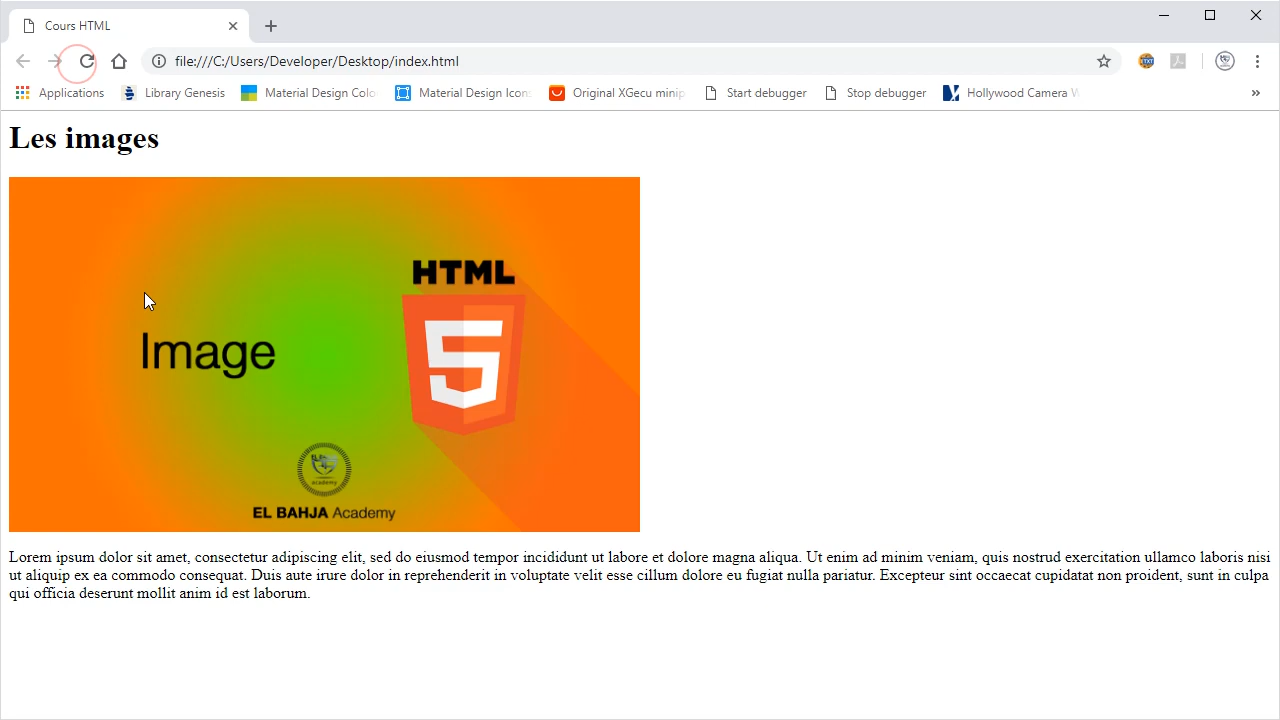 Cours HTML
file:///C:/Users/Developer/Desktop/index.html
Applications
Library Genesis
Material Design Colo
Material Design Icons
Original XGecu minip
Start debugger
Stop debugger
Hollywood Camera W
Les images
HTML
Image
EL BAHJA Academy
Lorem ipsum dolor sit amet, consectetur adipiscing elit, sed do eiusmod tempor incididunt ut labore et dolore magna aliqua. Ut enim ad minim veniam, quis nostrud exercitation ullamco laboris nisi
ut aliquip ex ea commodo consequat. Duis aute irure dolor in reprehenderit in voluptate velit esse cillum dolore eu fugiat nulla pariatur. Excepteur sint occaecat cupidatat non proident, sunt in culpa
qui officia deserunt mollit anim id est laborum.